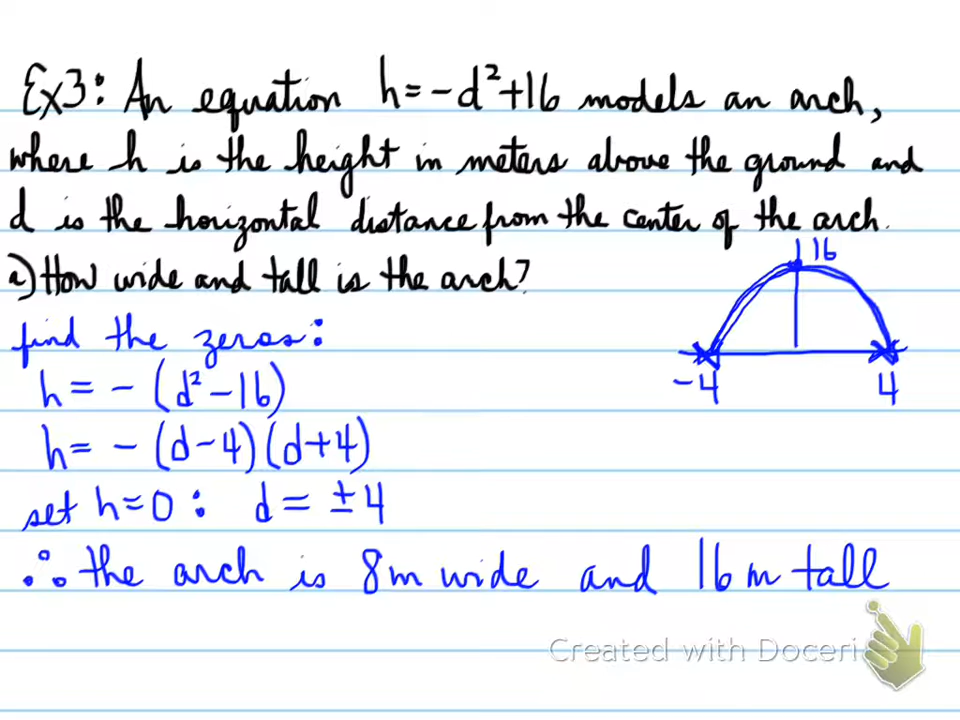 Ex3: An equation h=-d²+16 models an arch,
where h is the height in meters above the ground and
d is the horizontal distance from the center of the arch.
a) How wide and tall is the arch?
16
find the zeros:
-4 4
h = - (d² - 16)
h = - (d-4)(d+4)
set h=0: d = ±4
∴ the arch is 8m wide and 16m tall
Created with Doceri